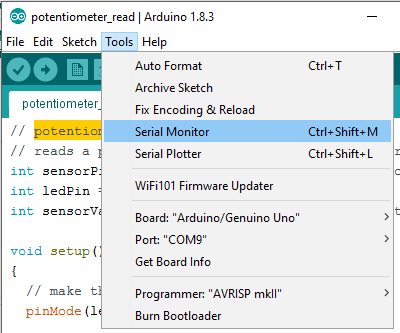 potentiometer_read | Arduino 1.8.3
File Edit Sketch Tools Help
Auto Format Ctrl+T
Archive Sketch
Fix Encoding & Reload
Serial Monitor Ctrl+Shift+M
Serial Plotter Ctrl+Shift+L
WiFi101 Firmware Updater
Board: "Arduino/Genuino Uno"
Port: "COM9"
Get Board Info
Programmer: "AVRISP mkII"
Burn Bootloader
potentiometer_
// potention
// reads a p
int sensorPi
int ledPin =
int sensorVa
void setup()
{
// make th
pinMode(le